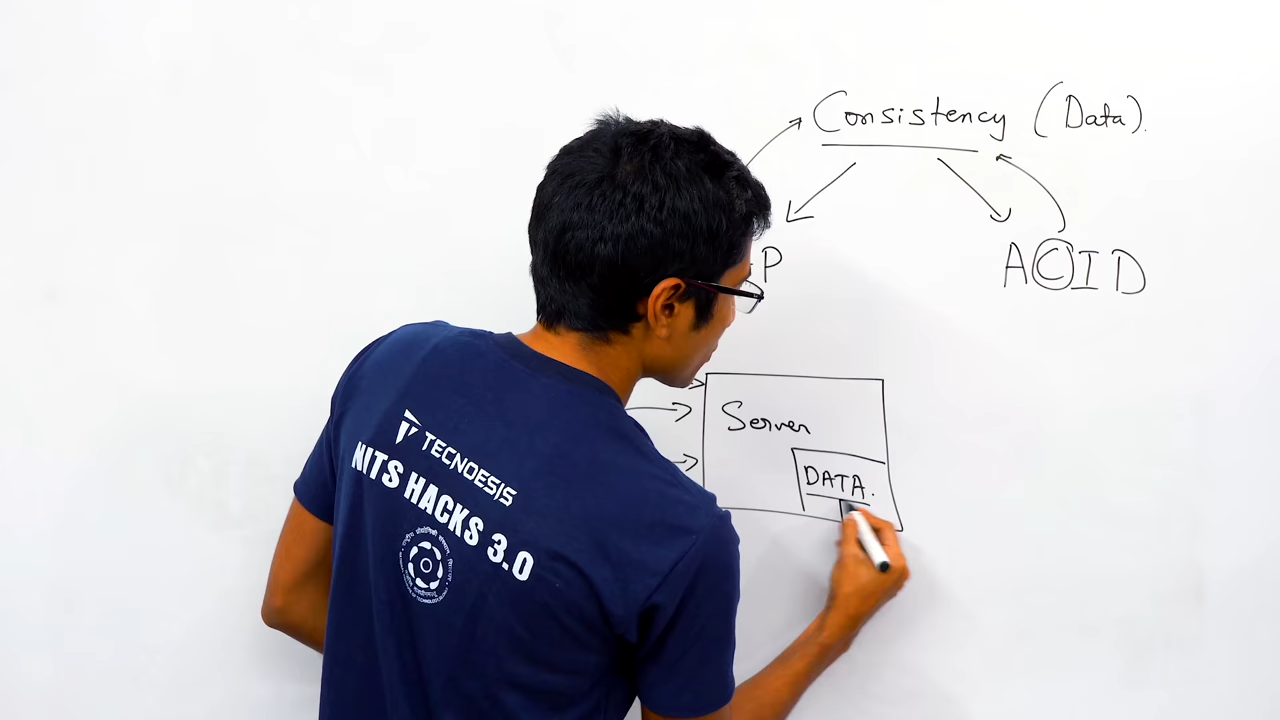 Consistency (Data).
P
ACID
Server
DATA.
TECNOESIS
NITS HACKS 3.0